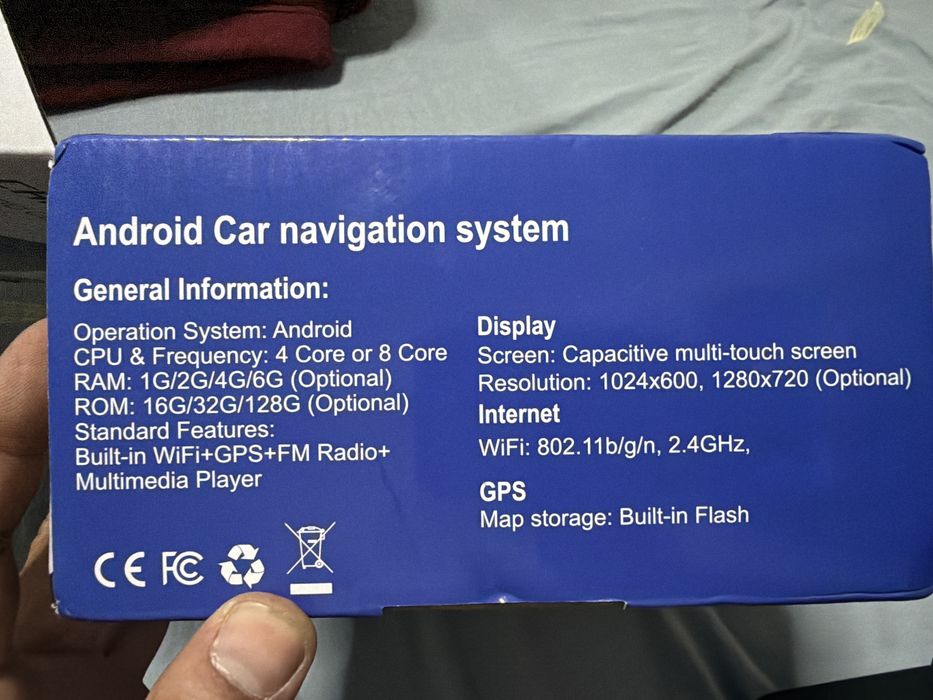 Android Car navigation system
General Information:
Operation System: Android
CPU & Frequency: 4 Core or 8 Core
RAM: 1G/2G/4G/6G (Optional)
ROM: 16G/32G/128G (Optional)
Standard Features:
Built-in WiFi+GPS+FM Radio+
Multimedia Player
Display
Screen: Capacitive multi-touch screen
Resolution: 1024x600, 1280x720 (Optional)
Internet
WiFi: 802.11b/g/n, 2.4GHz,
GPS
Map storage: Built-in Flash
CE FC